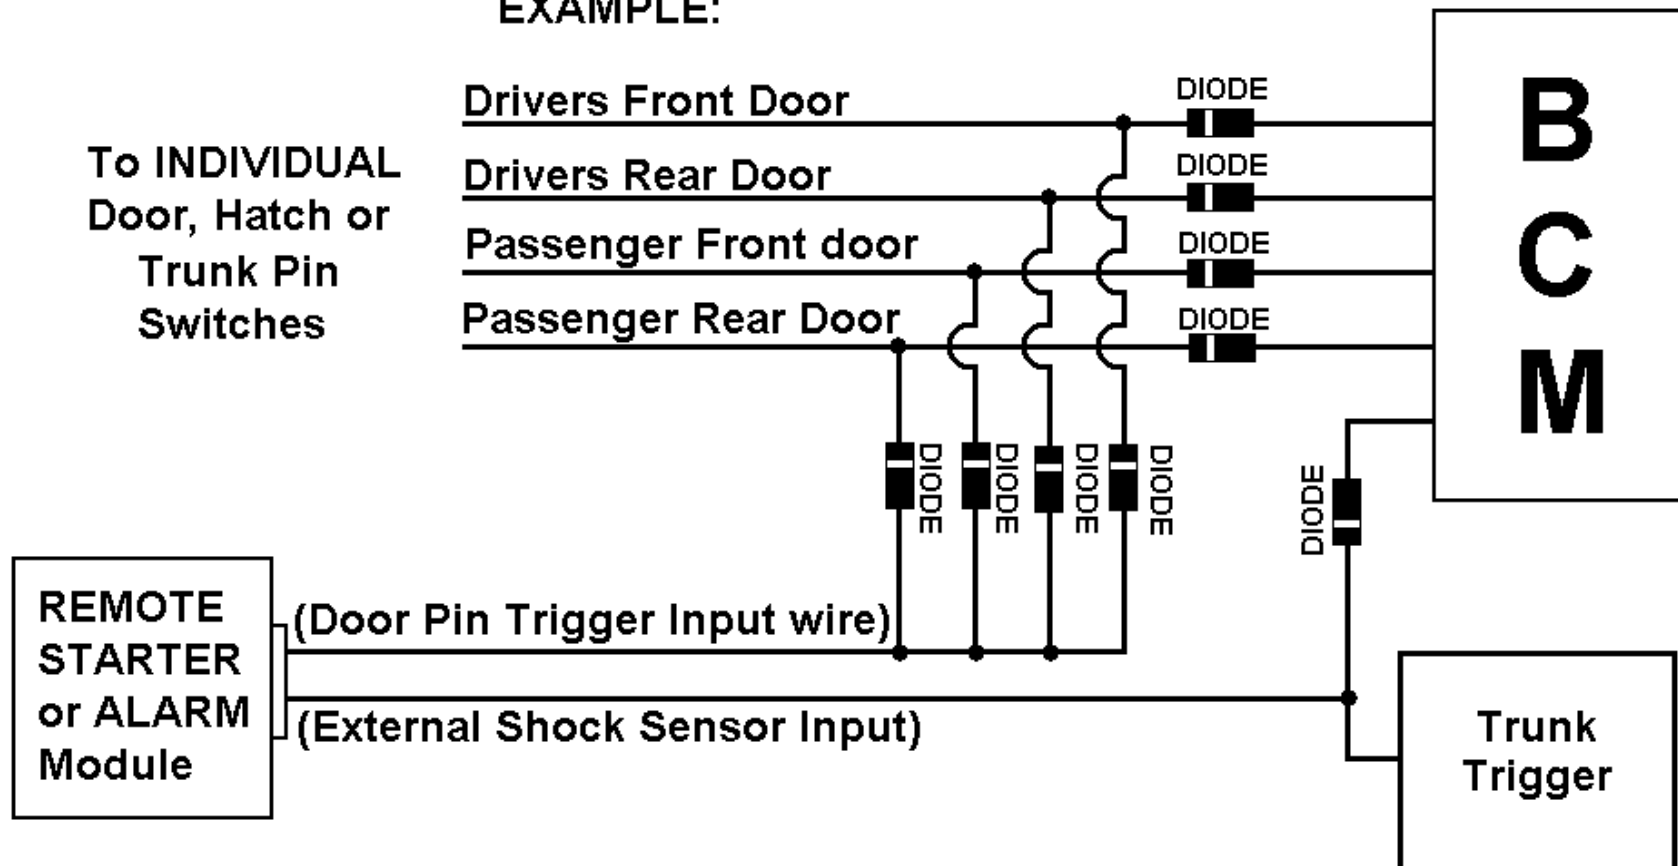 EXAMPLE:
Drivers Front Door
DIODE
Drivers Rear Door
DIODE
Passenger Front door
DIODE
Passenger Rear Door
DIODE
To INDIVIDUAL
Door, Hatch or
Trunk Pin
Switches
B
C
M
DIODE
DIODE
DIODE
DIODE
DIODE
REMOTE
STARTER
or ALARM
Module
(Door Pin Trigger Input wire)
(External Shock Sensor Input)
Trunk
Trigger